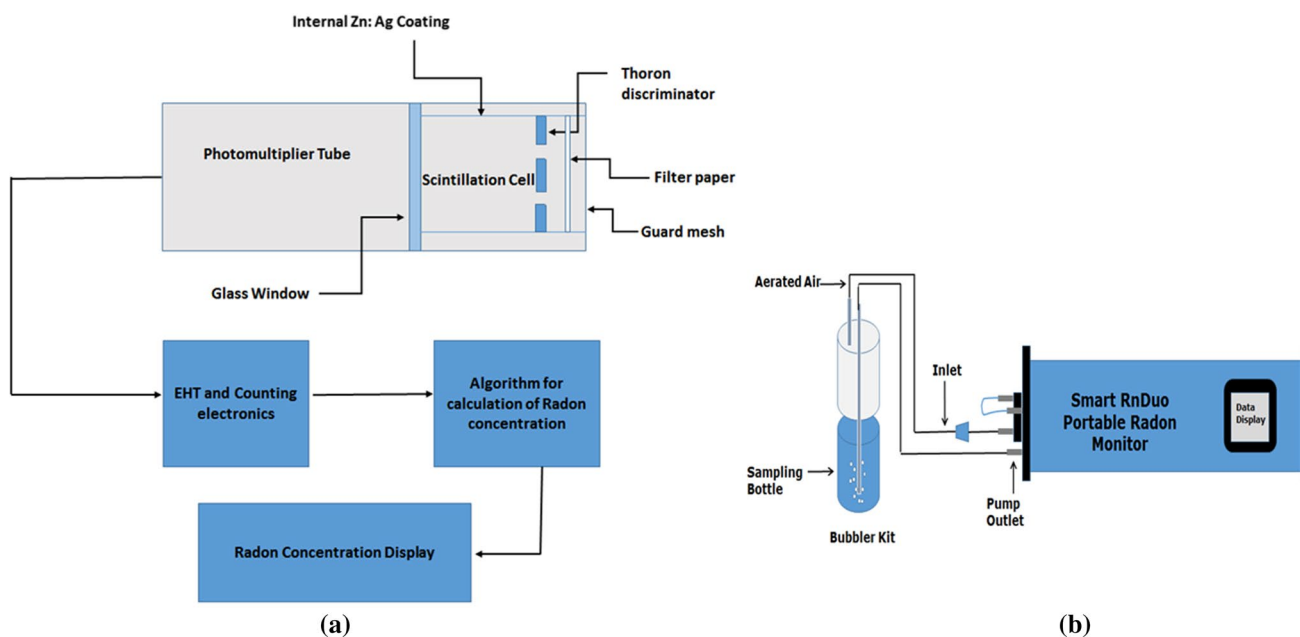 Internal Zn: Ag Coating
Thoron
discriminator
Photomultiplier Tube
Scintillation Cell
Filter paper
Guard mesh
Glass Window
EHT and Counting
electronics
Algorithm for
calculation of Radon
concentration
Radon Concentration Display
(a)
Aerated Air
Inlet
Smart RnDuo
Portable Radon
Monitor
Data
Display
Sampling
Bottle
Pump
Outlet
Bubbler Kit
(b)